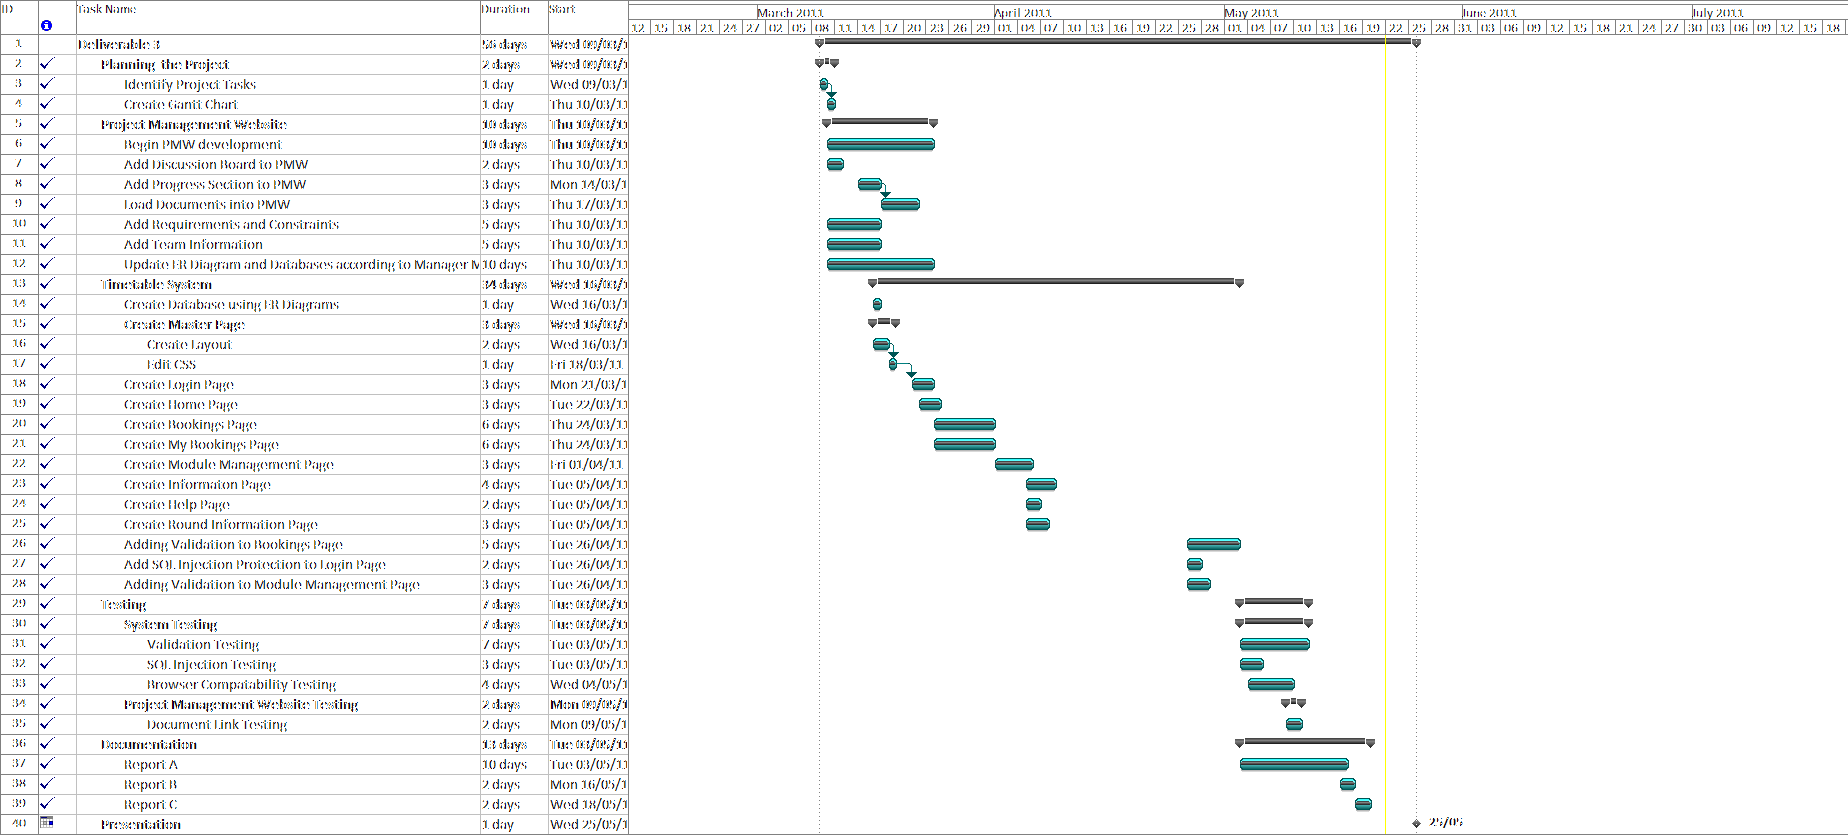 ID Task Name Duration Start March 2011 April 2011 May 2011 June 2011 July 2011
12 15 18 21 24 27 02 05 08 11 14 17 20 23 26 29 01 04 07 10 13 16 19 22 25 28 01 04 07 10 13 16 19 22 25 28 31 03 06 09 12 15 18 21 24 27 30 03 06 09 12 15 18
1 Deliverable 3 56 days Wed 09/03/1
2 Planning the Project 2 days Wed 09/03/1
3 Identify Project Tasks 1 day Wed 09/03/1
4 Create Gantt Chart 1 day Thu 10/03/1
5 Project Management Website 10 days Thu 10/03/1
6 Begin PMW development 10 days Thu 10/03/1
7 Add Discussion Board to PMW 2 days Thu 10/03/1
8 Add Progress Section to PMW 3 days Mon 14/03/1
9 Load Documents into PMW 3 days Thu 17/03/1
10 Add Requirements and Constraints 5 days Thu 10/03/1
11 Add Team Information 5 days Thu 10/03/1
12 Update ER Diagram and Databases according to Manager M 10 days Thu 10/03/1
13 Timetable System 34 days Wed 16/03/1
14 Create Database using ER Diagrams 1 day Wed 16/03/1
15 Create Master Page 3 days Wed 16/03/1
16 Create Layout 2 days Wed 16/03/1
17 Edit CSS 1 day Fri 18/03/11
18 Create Login Page 3 days Mon 21/03/1
19 Create Home Page 3 days Tue 22/03/1
20 Create Bookings Page 6 days Thu 24/03/1
21 Create My Bookings Page 6 days Thu 24/03/1
22 Create Module Management Page 3 days Fri 01/04/11
23 Create Informaton Page 4 days Tue 05/04/1
24 Create Help Page 2 days Tue 05/04/1
25 Create Round Information Page 3 days Tue 05/04/1
26 Adding Validation to Bookings Page 5 days Tue 26/04/1
27 Add SQL Injection Protection to Login Page 2 days Tue 26/04/1
28 Adding Validation to Module Management Page 3 days Tue 26/04/1
29 Testing 7 days Tue 03/05/1
30 System Testing 7 days Tue 03/05/1
31 Validation Testing 7 days Tue 03/05/1
32 SQL Injection Testing 3 days Tue 03/05/1
33 Browser Compatability Testing 4 days Wed 04/05/1
34 Project Management Website Testing 2 days Mon 09/05/1
35 Document Link Testing 2 days Mon 09/05/1
36 Documentation 13 days Tue 03/05/1
37 Report A 10 days Tue 03/05/1
38 Report B 2 days Mon 16/05/1
39 Report C 2 days Wed 18/05/1
40 Presentation 1 day Wed 25/05/1 25/05